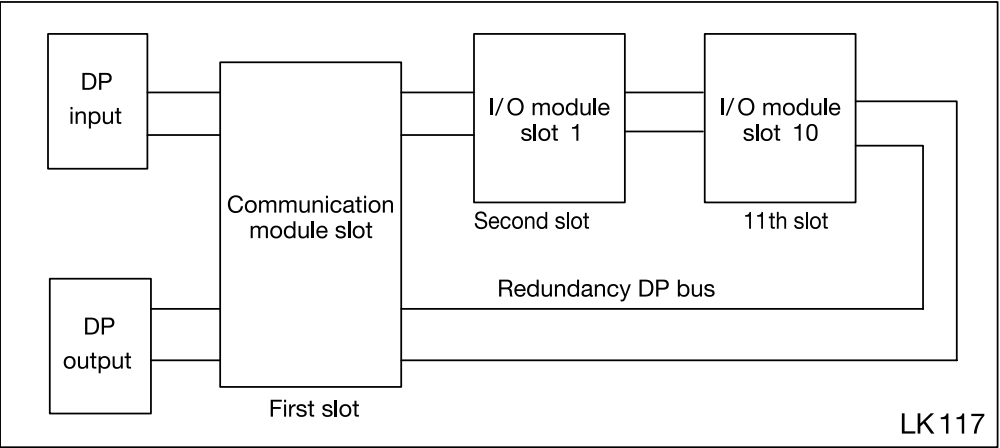 DP
input
Communication
module slot
First slot
I/O module
slot 1
Second slot
I/O module
slot 10
11th slot
Redundancy DP bus
DP
output
LK117